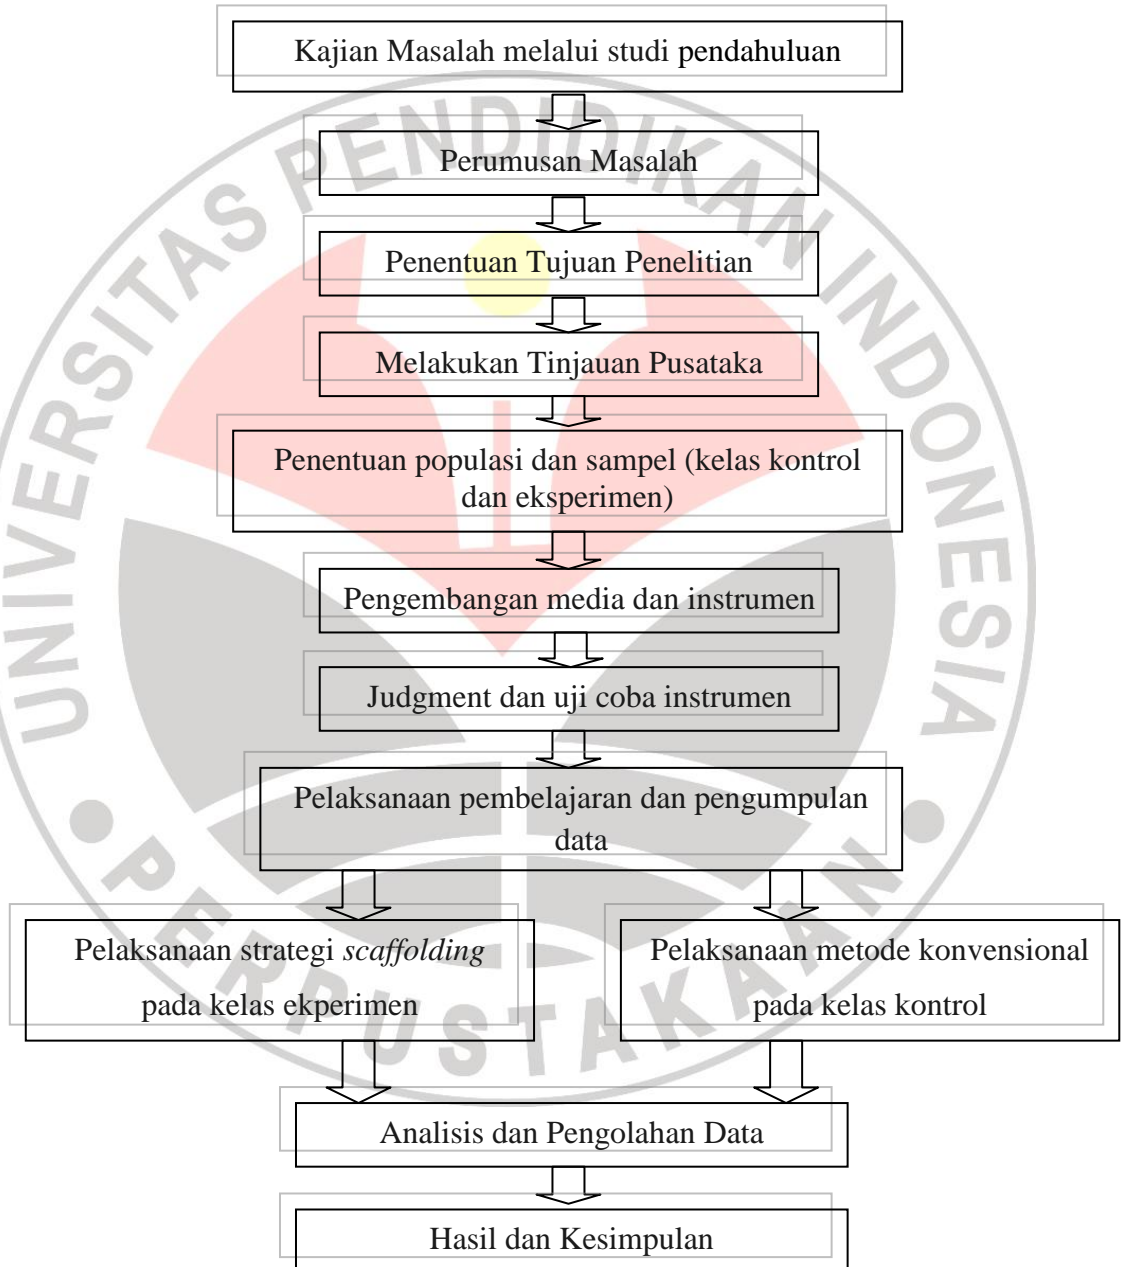 Kajian Masalah melalui studi pendahuluan
Perumusan Masalah
Penentuan Tujuan Penelitian
Melakukan Tinjauan Pusataka
Penentuan populasi dan sampel (kelas kontrol
dan eksperimen)
Pengembangan media dan instrumen
Judgment dan uji coba instrumen
Pelaksanaan pembelajaran dan pengumpulan
data
Pelaksanaan strategi scaffolding
pada kelas ekperimen
Pelaksanaan metode konvensional
pada kelas kontrol
Analisis dan Pengolahan Data
Hasil dan Kesimpulan
UNIVERSITAS PENDIDIKAN INDONESIA
PERPUSTAKAAN